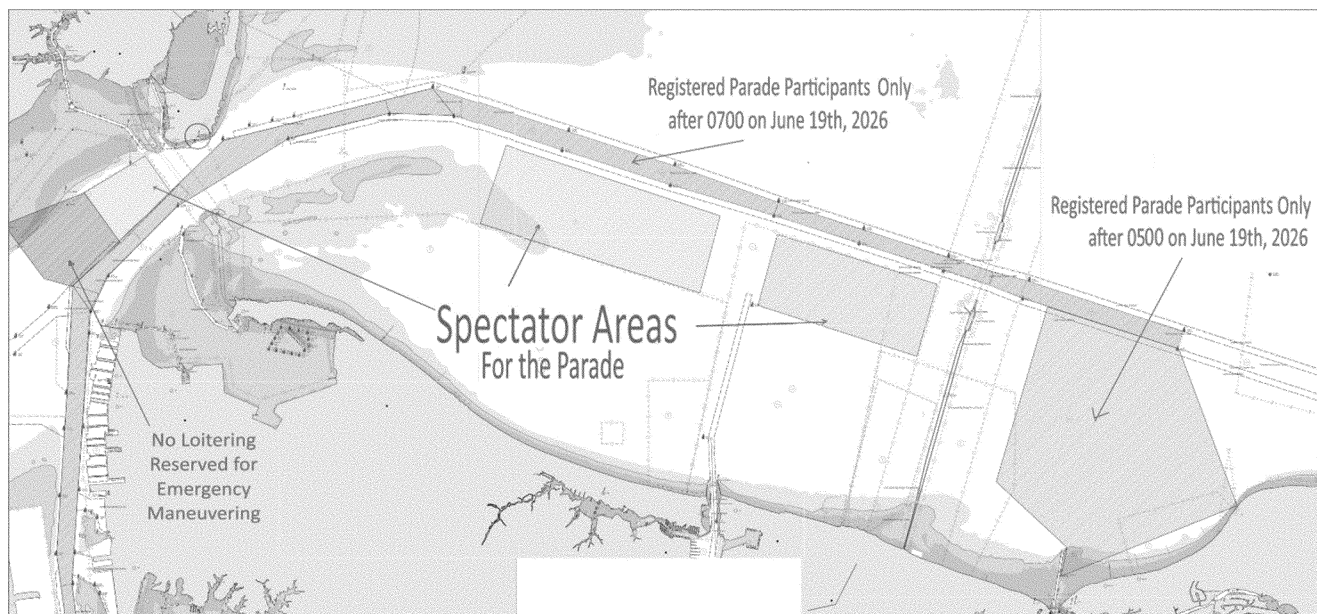 Registered Parade Participants Only
after 0700 on June 19th, 2026
Registered Parade Participants Only
after 0500 on June 19th, 2026
Spectator Areas
For the Parade
No Loitering
Reserved for
Emergency
Maneuvering